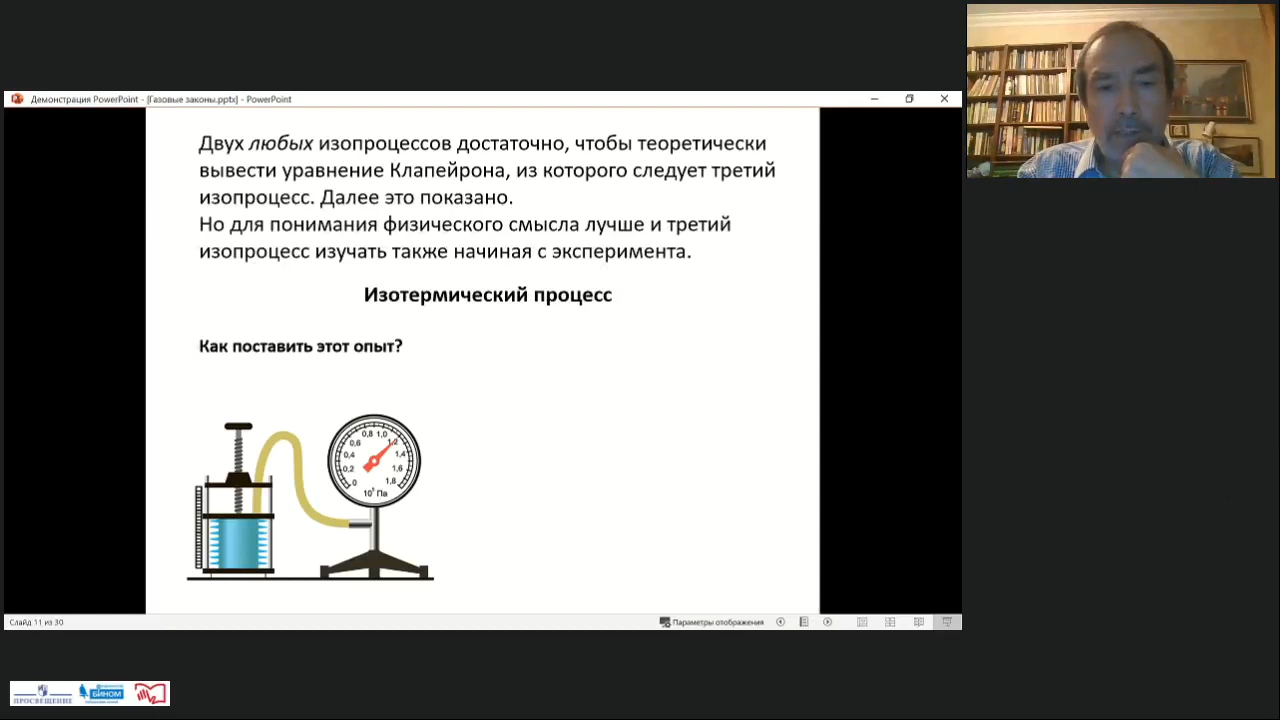 Демонстрация PowerPoint - [Газовые законы.pptx] - PowerPoint
Двух любых изопроцессов достаточно, чтобы теоретически
вывести уравнение Клапейрона, из которого следует третий
изопроцесс. Далее это показано.
Но для понимания физического смысла лучше и третий
изопроцесс изучать также начиная с эксперимента.
Изотермический процесс
Как поставить этот опыт?
0,8 1,0
0,6 1,2
0,4 1,4
0,2 1,6
0 1,8
10⁵ Па
Слайд 11 из 30
Параметры отображения
ПРОСВЕЩЕНИЕ
БИНОМ